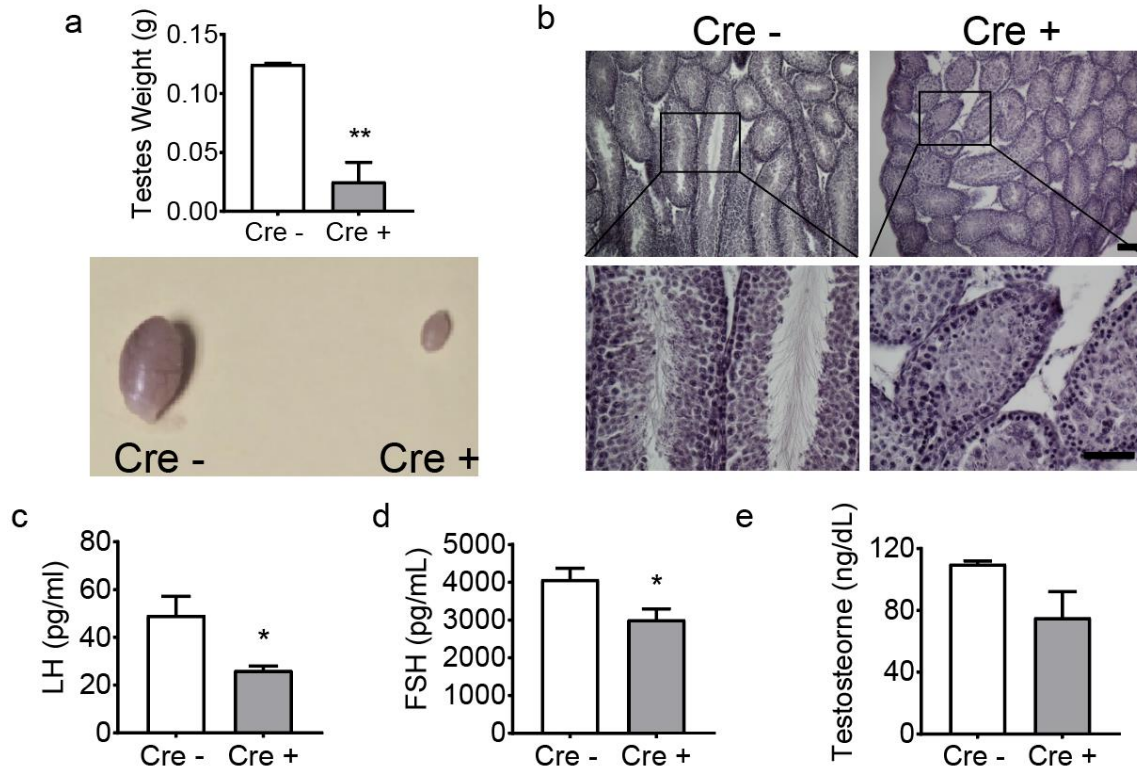 a
Testes Weight (g)
0.15
0.10
0.05
0.00
**
Cre - Cre +
Cre - Cre +
b
Cre - Cre +
c
LH (pg/ml)
80
60
40
20
0
*
Cre - Cre +
d
FSH (pg/mL)
5000
4000
3000
2000
1000
0
*
Cre - Cre +
e
Testosteorne (ng/dL)
120
80
40
0
Cre - Cre +